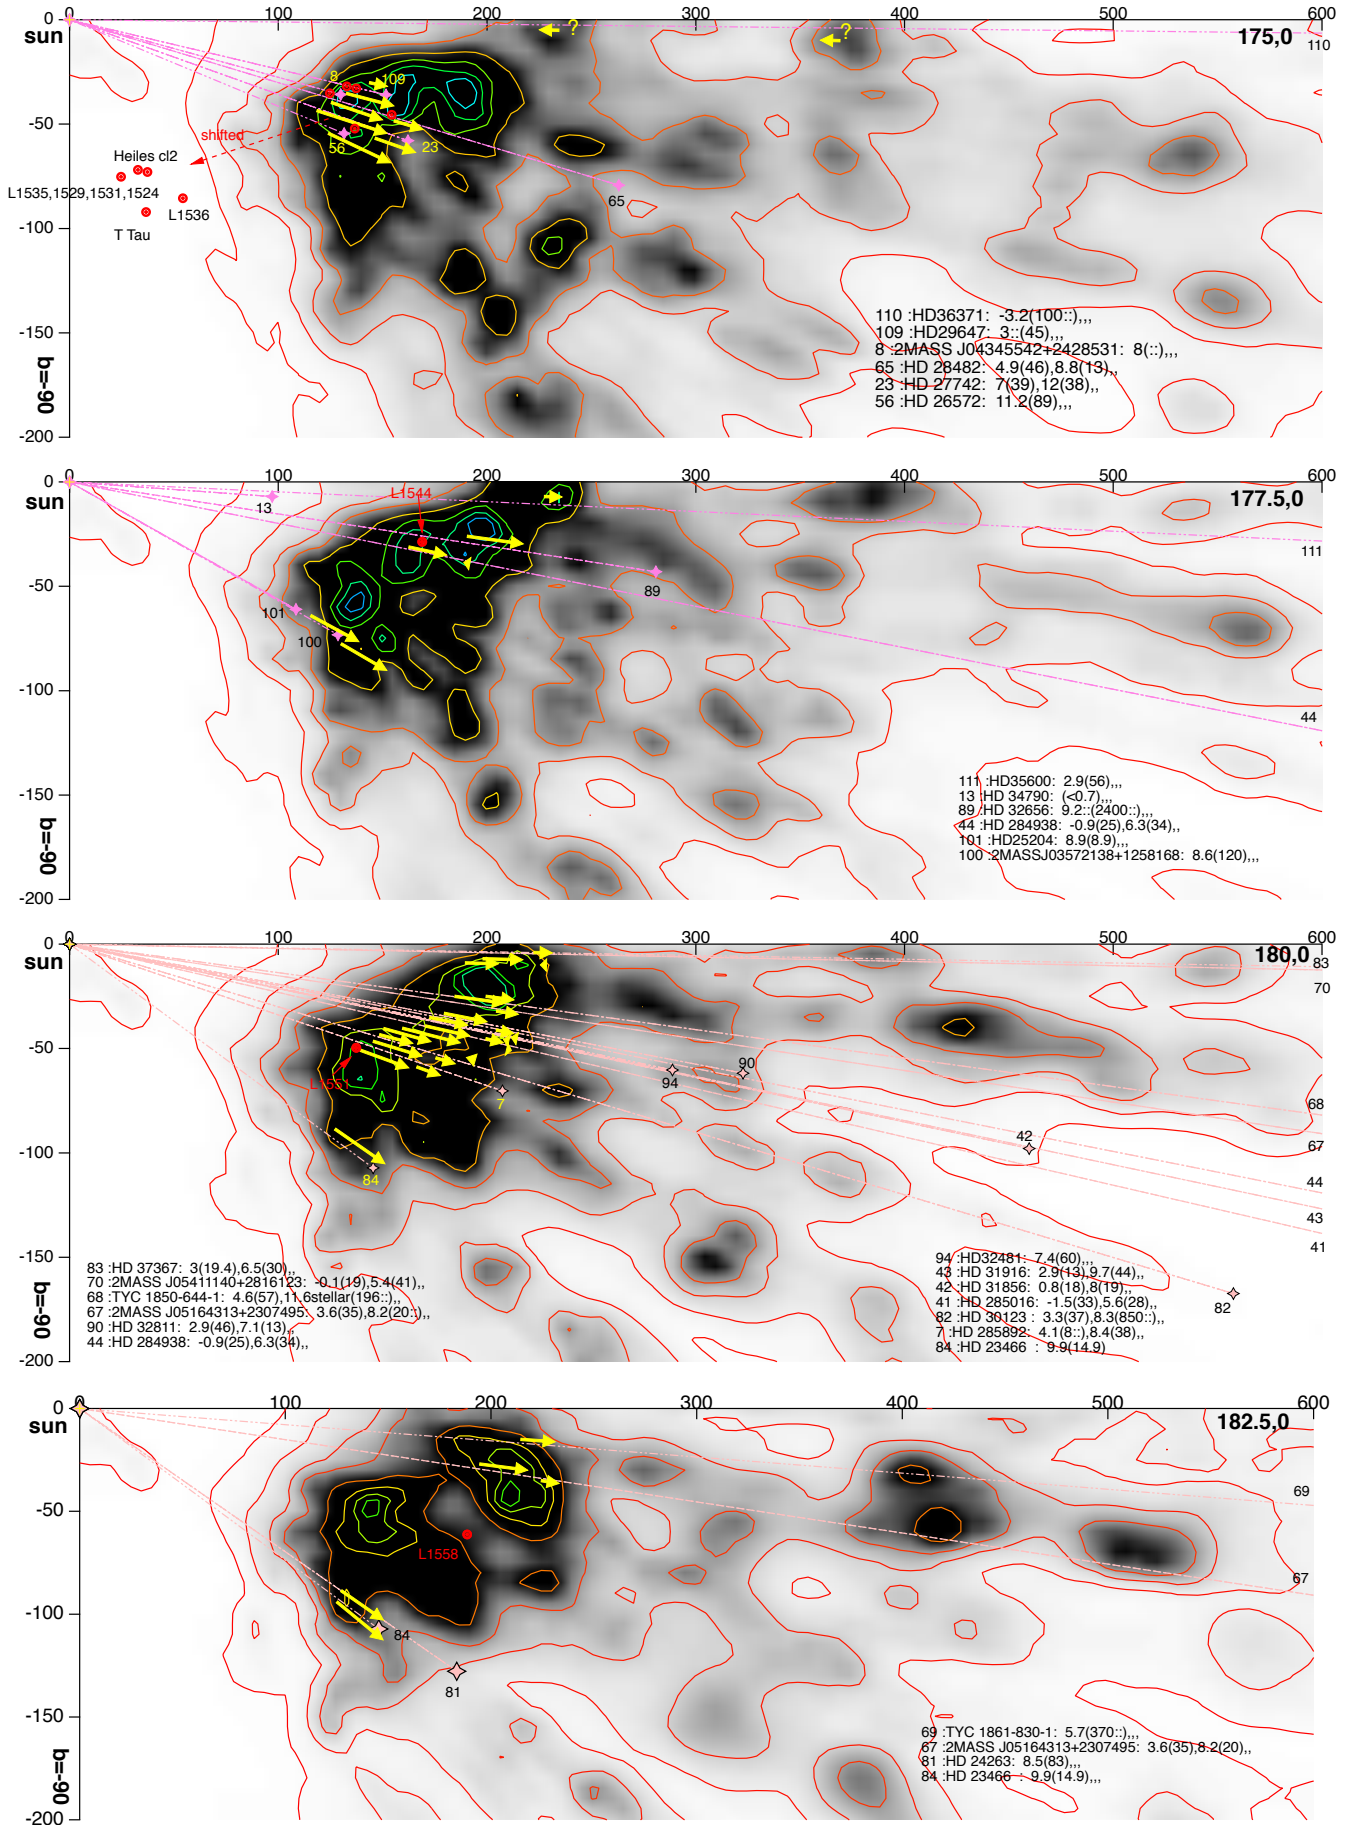 0 100 200 300 400 500 600
sun
175,0
110
? ?
8 109
-50
shifted
56 23
Heiles cl2
L1535,1529,1531,1524
65
L1536
-100
T Tau
110 :HD36371: -3.2(100::),,,
109 :HD29647: 3::(45),,,
-150
8 :2MASS J04345542+2428531: 8(::),,,
65 :HD 28482: 4.9(46),8.8(13),,
23 :HD 27742: 7(39),12(38),,
56 :HD 26572: 11.2(89),,,
b=-90
-200
0 100 200 300 400 500 600
sun
L1544
177.5,0
13
111
-50
89
101
100
-100
44
111 :HD35600: 2.9(56),,,
13 :HD 34790: (<0.7),,,
-150
89 :HD 32656: 9.2::(2400::),,,
44 :HD 284938: -0.9(25),6.3(34),,
101 :HD25204: 8.9(8.9),,,
100 :2MASSJ03572138+1258168: 8.6(120),,,
b=-90
-200
0 100 200 300 400 500 600
sun
180,0
83
70
-50
L1551
94 90
7
68
-100
42
67
84
44
43
41
-150
83 :HD 37367: 3(19.4),6.5(30),,
70 :2MASS J05411140+2816123: -0.1(19),5.4(41),,
68 :TYC 1850-644-1: 4.6(57),11.6stellar(196::),,
67 :2MASS J05164313+2307495: 3.6(35),8.2(20::),,
90 :HD 32811: 2.9(46),7.1(13),,
44 :HD 284938: -0.9(25),6.3(34),,
94 :HD32481: 7.4(60),,,
43 :HD 31916: 2.9(13),9.7(44),,
42 :HD 31856: 0.8(18),8(19),,
41 :HD 285016: -1.5(33),5.6(28),,
82 :HD 30123 : 3.3(37),8.3(850::),,
7 :HD 285892: 4.1(8::),8.4(38),,
84 :HD 23466 : 9.9(14.9)
82
b=-90
-200
0 100 200 300 400 500 600
sun
182.5,0
69
-50
L1558
67
-100
84
81
-150
69 :TYC 1861-830-1: 5.7(370::),,,
67 :2MASS J05164313+2307495: 3.6(35),8.2(20),,
81 :HD 24263: 8.5(83),,,
84 :HD 23466 : 9.9(14.9),,,
b=-90
-200